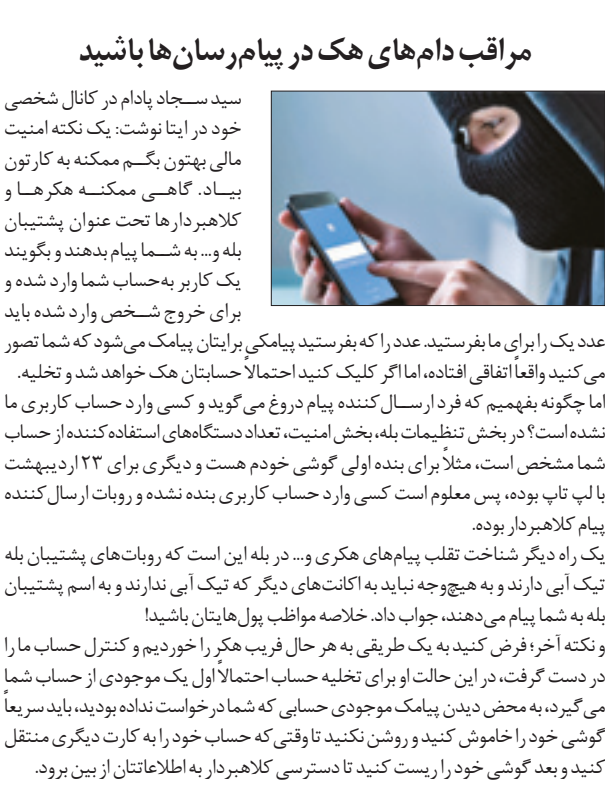 مراقب دام‌های هک در پیام‌رسان‌ها باشید
سید سجاد پادام در کانال شخصی
خود در ایتا نوشت: یک نکته امنیت
مالی بهتون بگم ممکنه به کارتون
بیاد. گاهی ممکنه هکرها و
کلاهبردارها تحت عنوان پشتیبان
بله و... به شما پیام بدهند و بگویند
یک کاربر به‌حساب شما وارد شده و
برای خروج شخص وارد شده باید
عدد یک را برای ما بفرستید. عدد را که بفرستید پیامکی برایتان پیامک می‌شود که شما تصور
می‌کنید واقعاً اتفاقی افتاده، اما اگر کلیک کنید احتمالاً حسابتان هک خواهد شد و تخلیه.
اما چگونه بفهمیم که فرد ارسال‌کننده پیام دروغ می‌گوید و کسی وارد حساب کاربری ما
نشده است؟ در بخش تنظیمات بله، بخش امنیت، تعداد دستگاه‌های استفاده‌کننده از حساب
شما مشخص است، مثلاً برای بنده اولی گوشی خودم هست و دیگری برای ۲۳ اردیبهشت
با لپ تاپ بوده، پس معلوم است کسی وارد حساب کاربری بنده نشده و روبات ارسال‌کننده
پیام کلاهبردار بوده.
یک راه دیگر شناخت تقلب پیام‌های هکری و... در بله این است که روبات‌های پشتیبان بله
تیک آبی دارند و به هیچ‌وجه نباید به اکانت‌های دیگر که تیک آبی ندارند و به اسم پشتیبان
بله به شما پیام می‌دهند، جواب داد. خلاصه مواظب پول‌هایتان باشید!
و نکته آخر؛ فرض کنید به یک طریقی به هر حال فریب هکر را خوردیم و کنترل حساب ما را
در دست گرفت، در این حالت او برای تخلیه حساب احتمالاً اول یک موجودی از حساب شما
می‌گیرد، به محض دیدن پیامک موجودی حسابی که شما درخواست نداده بودید، باید سریعاً
گوشی خود را خاموش کنید و روشن نکنید تا وقتی که حساب خود را به کارت دیگری منتقل
کنید و بعد گوشی خود را ریست کنید تا دسترسی کلاهبردار به اطلاعاتتان از بین برود.